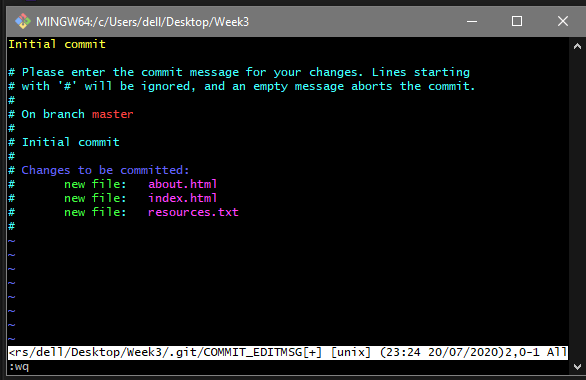 MINGW64:/c/Users/dell/Desktop/Week3
Initial commit
# Please enter the commit message for your changes. Lines starting
# with '#' will be ignored, and an empty message aborts the commit.
#
# On branch master
#
# Initial commit
#
# Changes to be committed:
#       new file:   about.html
#       new file:   index.html
#       new file:   resources.txt
#
~
~
~
~
~
~
~
~
<rs/dell/Desktop/Week3/.git/COMMIT_EDITMSG[+] [unix] (23:24 20/07/2020)2,0-1 All
:wq